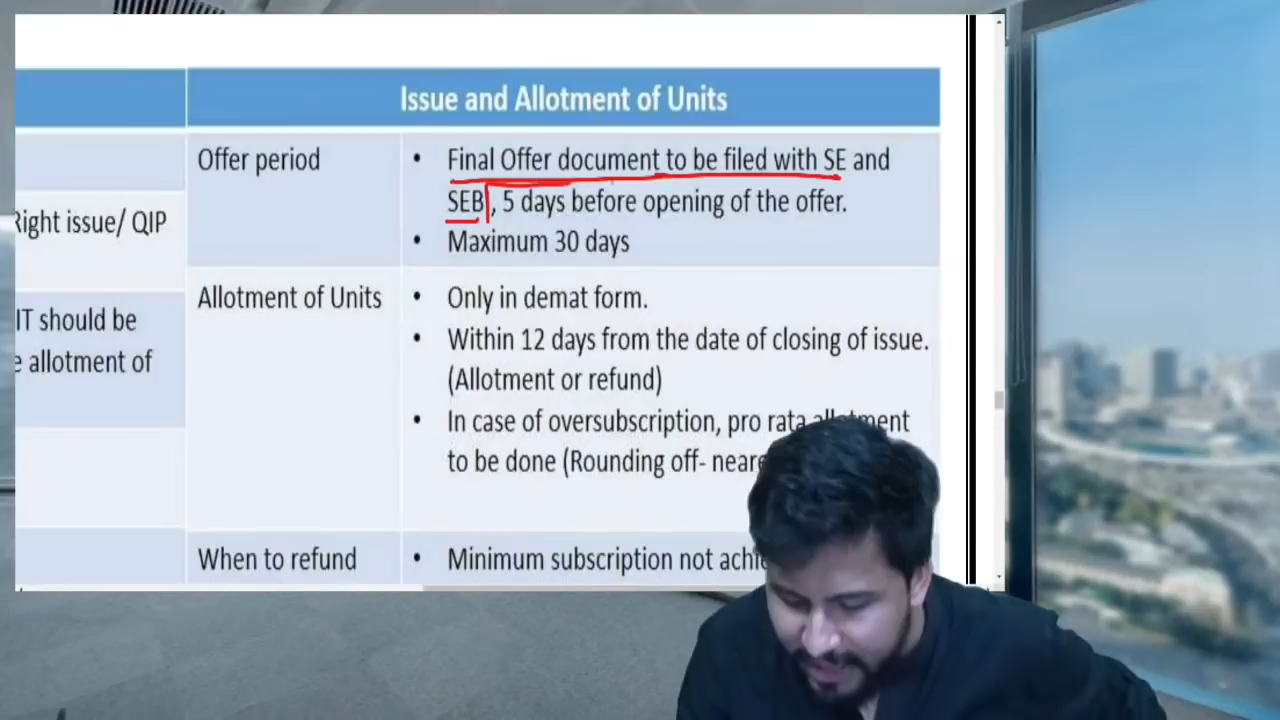 Issue and Allotment of Units
Offer period
• Final Offer document to be filed with SE and
SEBI, 5 days before opening of the offer.
• Maximum 30 days
Right issue/ QIP
Allotment of Units
• Only in demat form.
IT should be
• Within 12 days from the date of closing of issue.
e allotment of
(Allotment or refund)
• In case of oversubscription, pro rata allotment
to be done (Rounding off-
When to refund
• Minimum subscription not